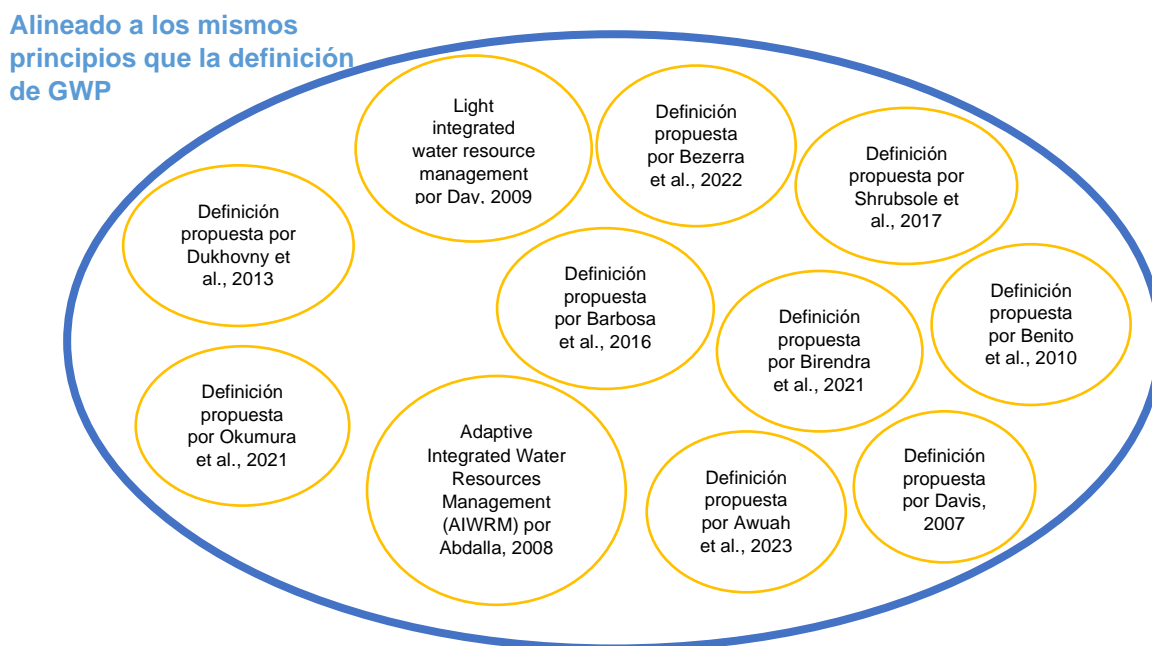 Alineado a los mismos
principios que la definición
de GWP
Light
integrated
water resource
management
por Day, 2009
Definición
propuesta
por Bezerra
et al., 2022
Definición
propuesta por
Shrubsole et
al., 2017
Definición
propuesta por
Dukhovny et
al., 2013
Definición
propuesta
por Barbosa
et al., 2016
Definición
propuesta
por Birendra
et al., 2021
Definición
propuesta
por Benito
et al., 2010
Definición
propuesta
por Okumura
et al., 2021
Adaptive
Integrated Water
Resources
Management
(AIWRM) por
Abdalla, 2008
Definición
propuesta
por Awuah
et al., 2023
Definición
propuesta
por Davis,
2007